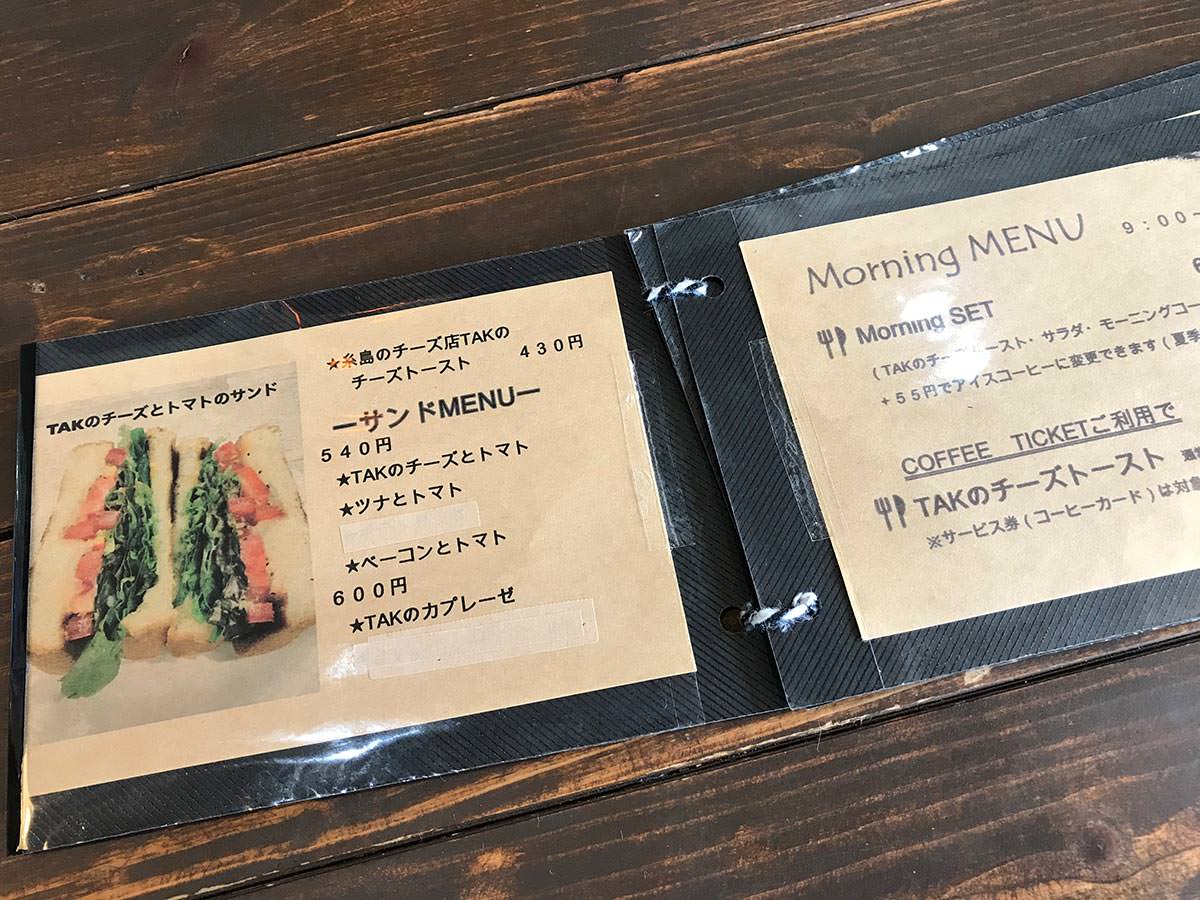 TAKのチーズとトマトのサンド
★糸島のチーズ店TAKの
チーズトースト 430円
ーサンドMENUー
540円
★TAKのチーズとトマト
★ツナとトマト
★ベーコンとトマト
600円
★TAKのカプレーゼ
Morning MENU 9:00-
Morning SET
(TAKのチーズトースト・サラダ・モーニングコー
+55円でアイスコーヒーに変更できます(夏季
COFFEE TICKETご利用で
TAKのチーズトースト
※サービス券(コーヒーカード)は対象